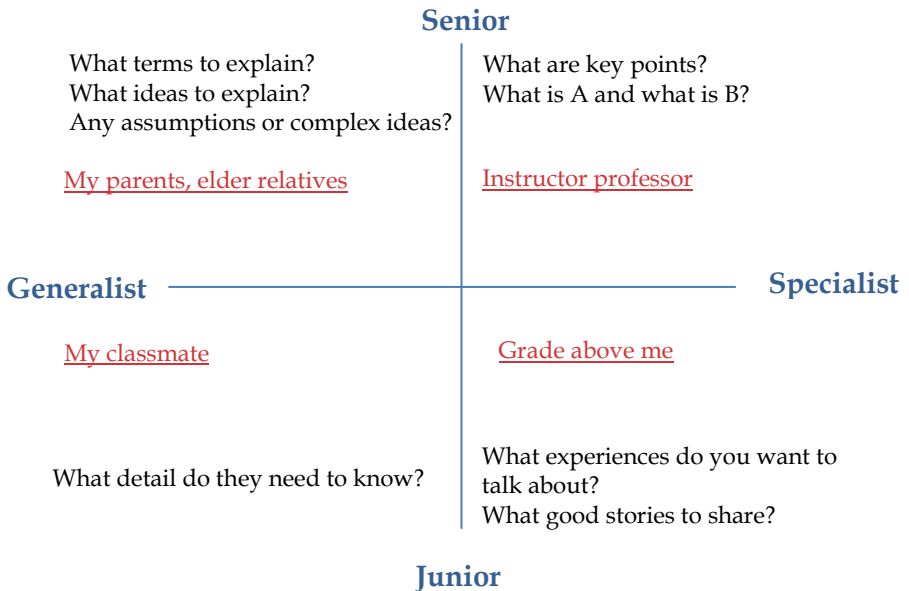 Senior
What terms to explain?
What ideas to explain?
Any assumptions or complex ideas?
My parents, elder relatives
What are key points?
What is A and what is B?
Instructor professor
Generalist
Specialist
My classmate
What detail do they need to know?
Grade above me
What experiences do you want to
talk about?
What good stories to share?
Junior